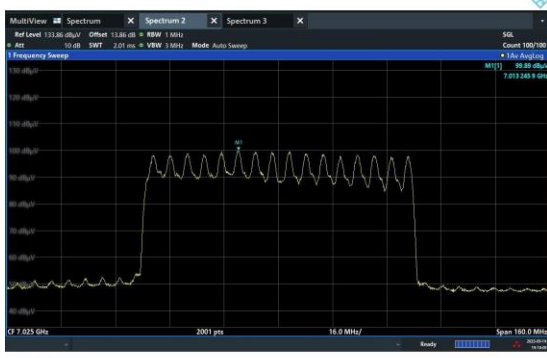 MultiView Spectrum X Spectrum 2 X Spectrum 3 X
Ref Level 133.86 dBµV Offset 13.86 dB RBW 1 MHz SGL
Att 10 dB SWT 2.01 ms VBW 3 MHz Mode Auto Sweep Count 100/100
1 Frequency Sweep 1Av AvgLog
M1[1] 99.89 dBµV
7.013 245 9 GHz
130 dBµV
120 dBµV
110 dBµV
M1
100 dBµV
90 dBµV
80 dBµV
70 dBµV
60 dBµV
40 dBµV
CF 7.025 GHz 2001 pts 16.0 MHz/ Span 160.0 MHz
Ready